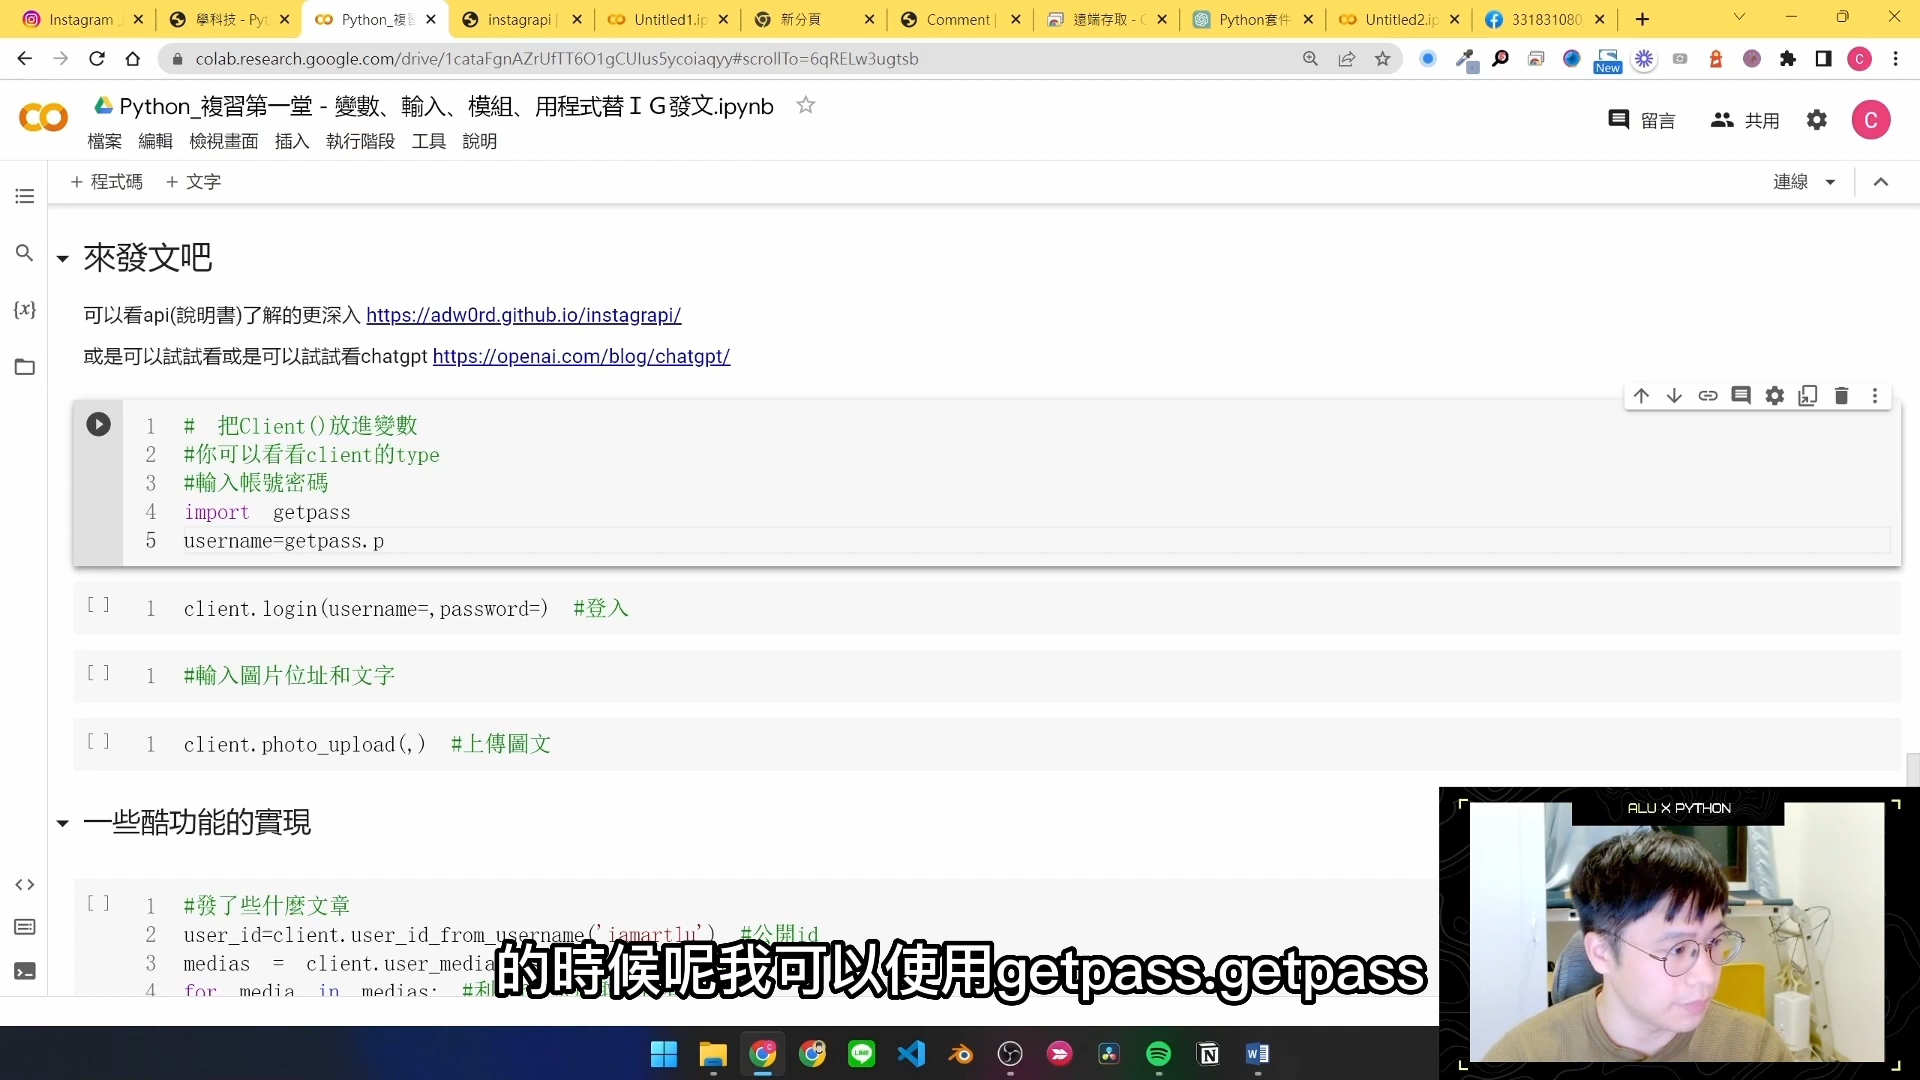 Instagram
學科技 - Pyt
Python_複習
instagrapi |
Untitled1.ip
新分頁
Comment |
遠端存取 - C
Python套件
Untitled2.ip
331831080
colab.research.google.com/drive/1cataFgnAZrUfTT6O1gCUIus5ycoiaqyy#scrollTo=6qRELw3ugtsb
New
C
Python_複習第一堂 - 變數、輸入、模組、用程式替ＩＧ發文.ipynb
留言
共用
C
檔案 編輯 檢視畫面 插入 執行階段 工具 說明
+ 程式碼 + 文字
連線
來發文吧
可以看api(說明書)了解的更深入 https://adw0rd.github.io/instagrapi/
或是可以試試看或是可以試試看chatgpt https://openai.com/blog/chatgpt/
1 # 把Client()放進變數
2 #你可以看看client的type
3 #輸入帳號密碼
4 import getpass
5 username=getpass.p
[ ] 1 client.login(username=,password=) #登入
[ ] 1 #輸入圖片位址和文字
[ ] 1 client.photo_upload(,) #上傳圖文
一些酷功能的實現
[ ] 1 #發了些什麼文章
2 user_id=client.user_id_from_username('iamartlu') #公開id
3 medias = client.user_media
4 for media in medias: #利
的時候呢我可以使用getpass.getpass
ALU X PYTHON